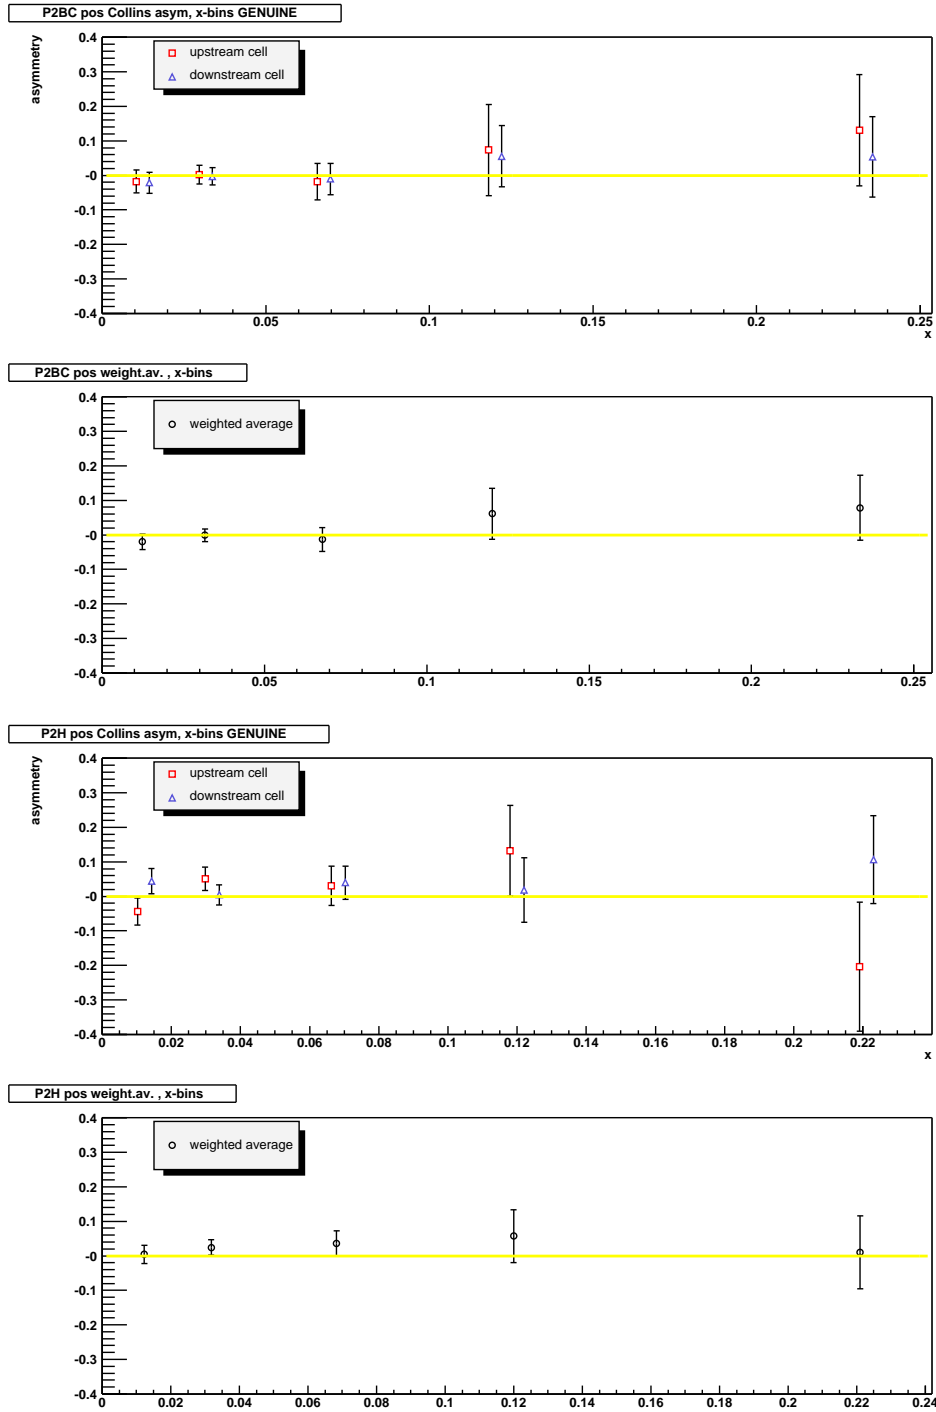 P2BC pos Collins asym, x-bins GENUINE
asymmetry
0.4
0.3
0.2
0.1
-0
-0.1
-0.2
-0.3
-0.4
upstream cell
downstream cell
0 0.05 0.1 0.15 0.2 0.25
x
P2BC pos weight.av. , x-bins
0.4
0.3
0.2
0.1
-0
-0.1
-0.2
-0.3
-0.4
weighted average
0 0.05 0.1 0.15 0.2 0.25
P2H pos Collins asym, x-bins GENUINE
asymmetry
0.4
0.3
0.2
0.1
-0
-0.1
-0.2
-0.3
-0.4
upstream cell
downstream cell
0 0.02 0.04 0.06 0.08 0.1 0.12 0.14 0.16 0.18 0.2 0.22
x
P2H pos weight.av. , x-bins
0.4
0.3
0.2
0.1
-0
-0.1
-0.2
-0.3
-0.4
weighted average
0 0.02 0.04 0.06 0.08 0.1 0.12 0.14 0.16 0.18 0.2 0.22 0.24